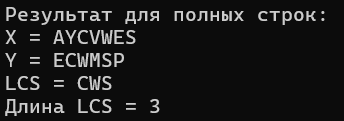 Результат для полных строк:
X = AYCVWES
Y = ECWMSP
LCS = CWS
Длина LCS = 3